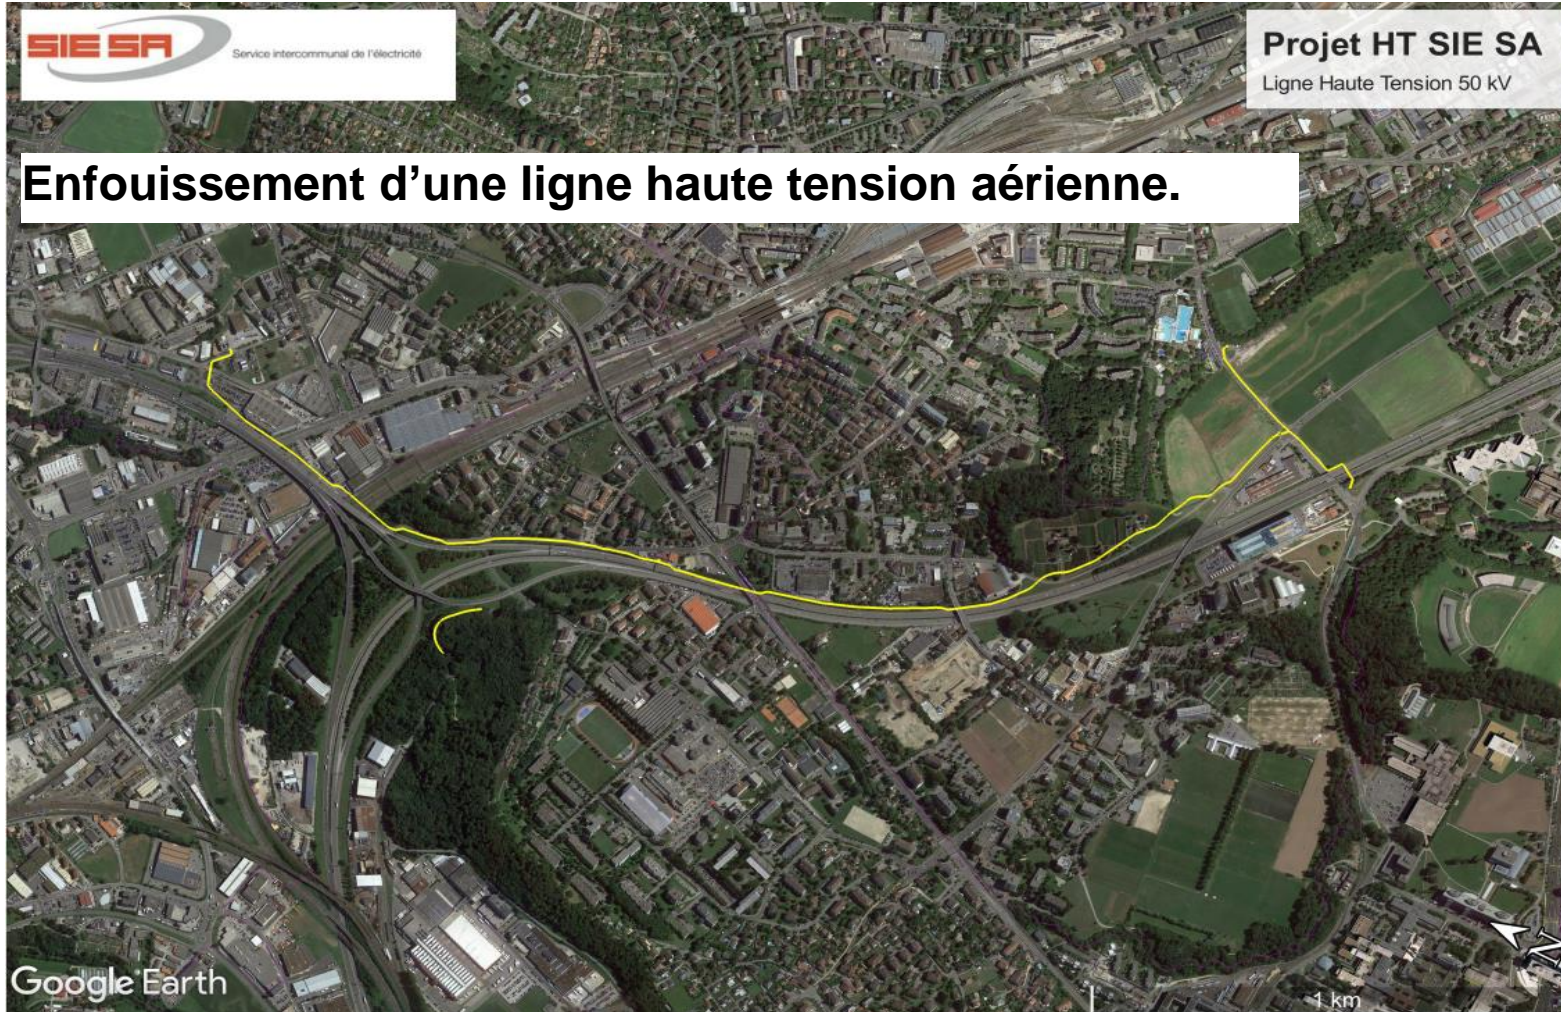 SIE SA
Service intercommunal de l'électricité
Projet HT SIE SA
Ligne Haute Tension 50 kV
Enfouissement d’une ligne haute tension aérienne.
Google Earth
1 km
N